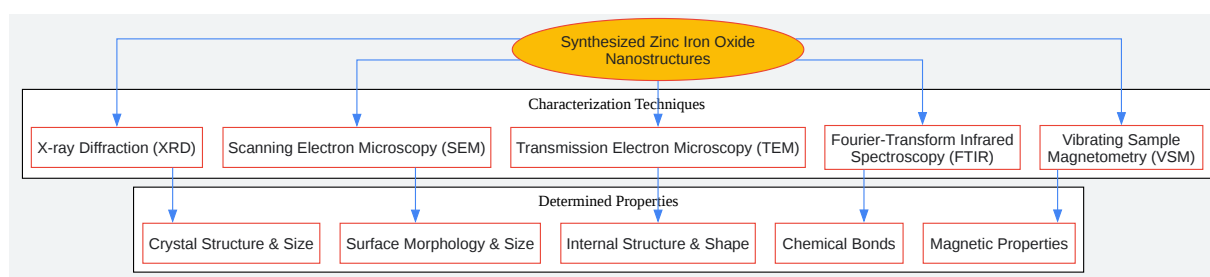 Synthesized Zinc Iron Oxide
Nanostructures
Characterization Techniques
X-ray Diffraction (XRD)
Scanning Electron Microscopy (SEM)
Transmission Electron Microscopy (TEM)
Fourier-Transform Infrared
Spectroscopy (FTIR)
Vibrating Sample
Magnetometry (VSM)
Determined Properties
Crystal Structure & Size
Surface Morphology & Size
Internal Structure & Shape
Chemical Bonds
Magnetic Properties